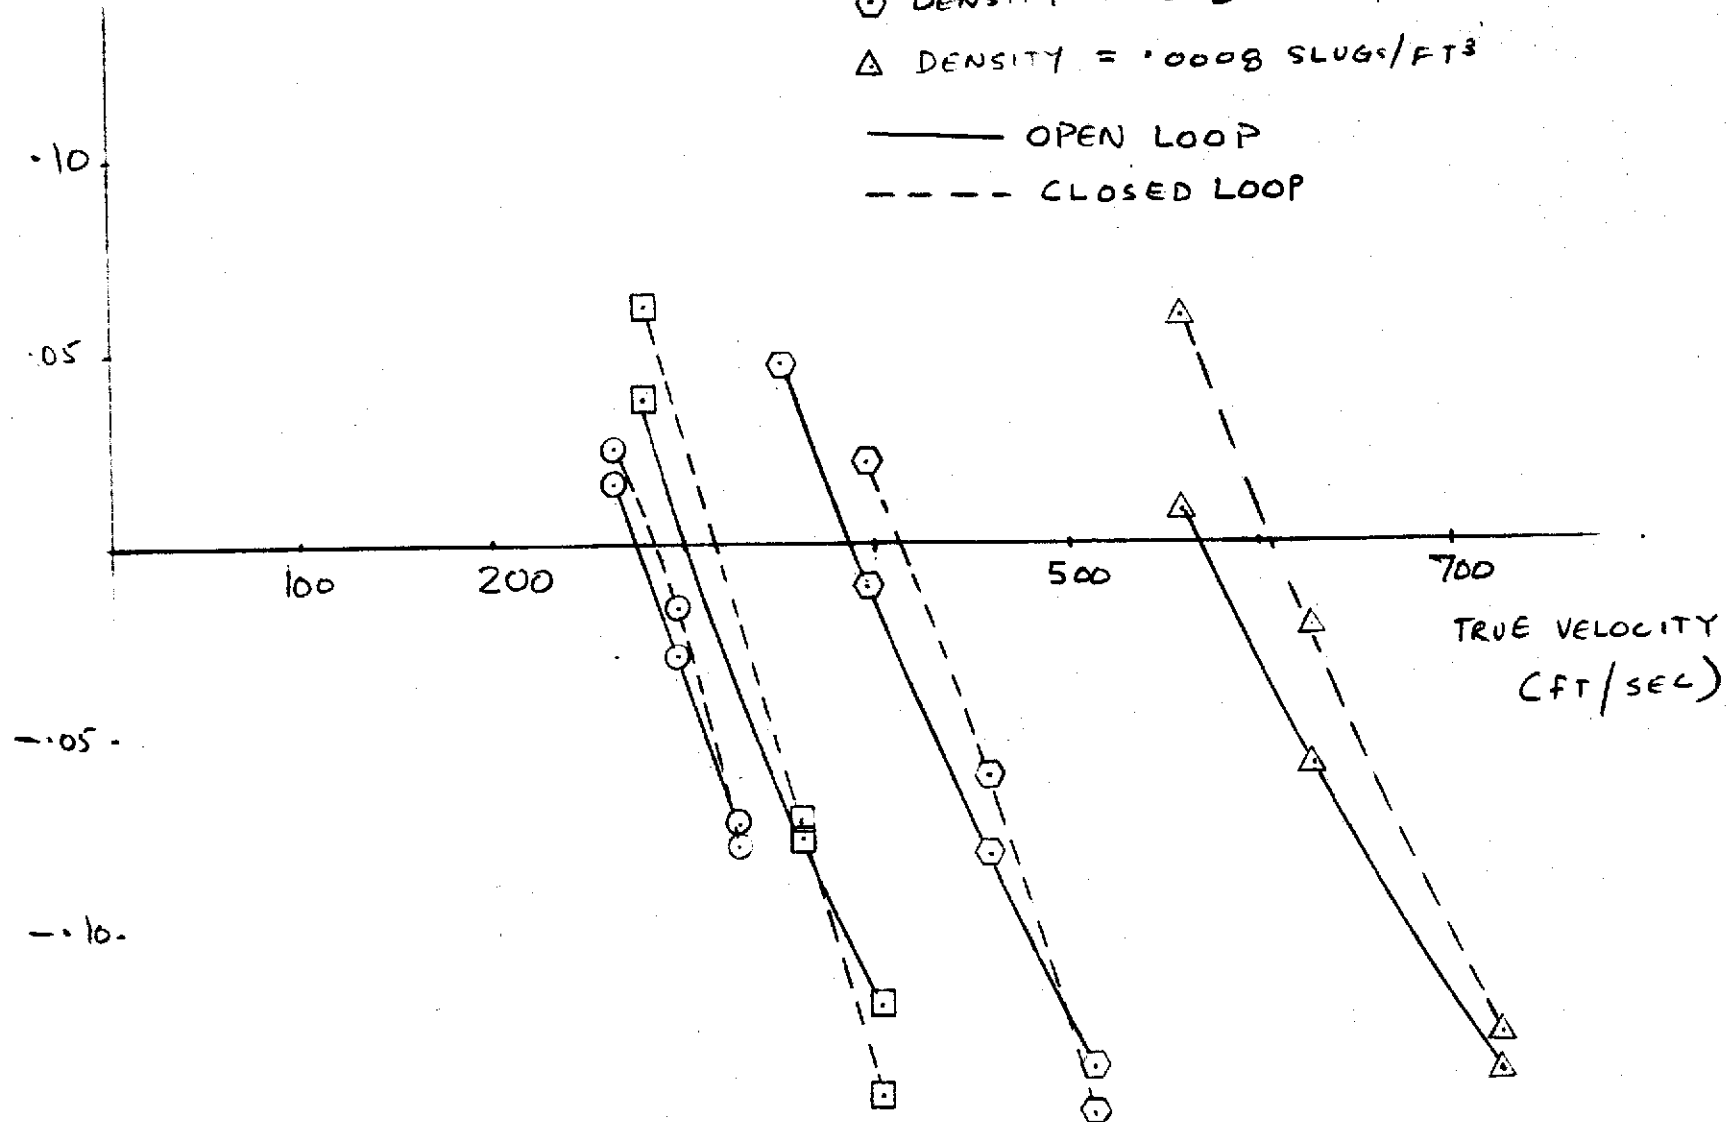 DENSITY
DENSITY = .0008 SLUGS/FT³
OPEN LOOP
CLOSED LOOP
.10
.05
100
200
500
700
TRUE VELOCITY
(FT/SEC)
-.05
-.10